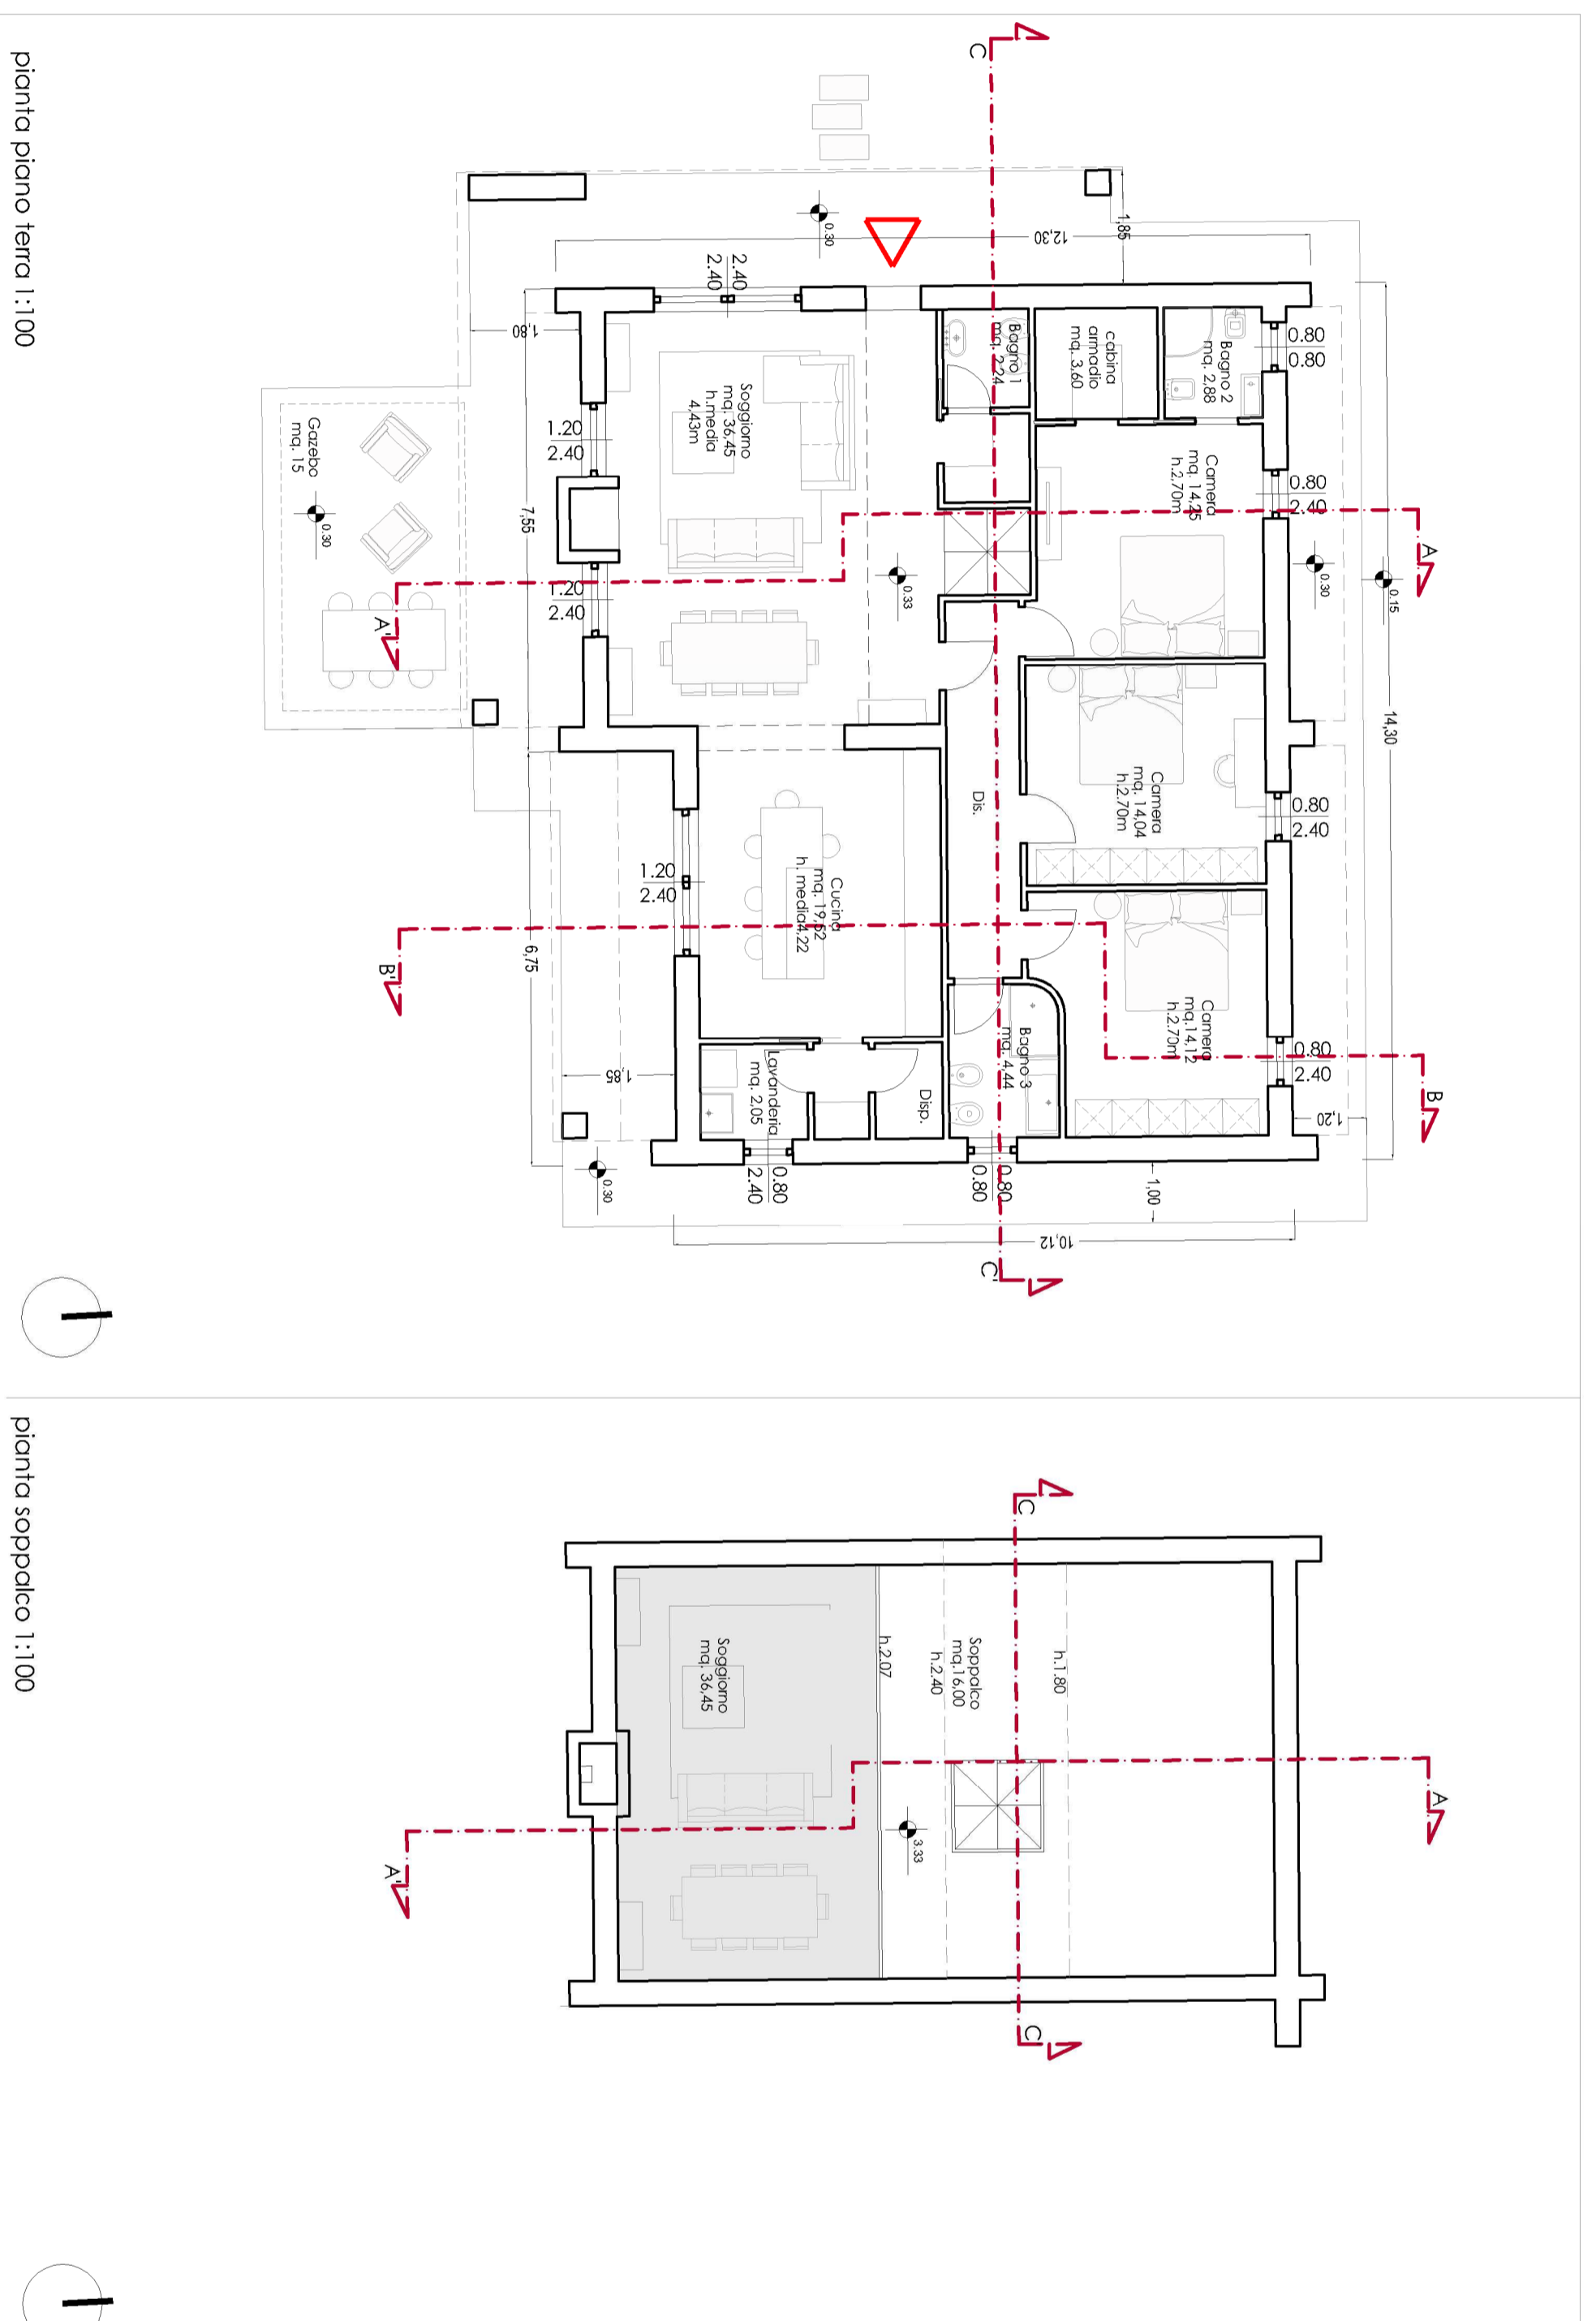 pianta piano terra 1:100
C
1,85
12,30
0.30
2.40
2.40
1,80
0.80
0.80
Bagno 2
mq. 2,88
cabina
armadio
mq. 3,60
Bagno 1
mq. 2,24
Soggiorno
mq. 36,45
h.media
4,43m
1.20
2.40
Gazebo
mq. 15
0.30
7,55
1.20
2.40
A'
0.33
Camera
mq. 14,25
h.2.70m
0.80
2.40
A
0.30
0.15
14,30
Camera
mq. 14,04
h.2.70m
0.80
2.40
Dis.
Cucina
mq. 19,62
h. media4,22
1.20
2.40
B'
6,75
Camera
mq.14,12
h.2.70m
0.80
2.40
B
1,20
Bagno 3
mq. 4,44
Disp.
Lavanderia
mq. 2,05
1,85
0.80
2.40
0.80
0.80
1,00
0.30
10,12
C'
pianta soppalco 1:100
C
h.1.80
Soppalco
mq.16,00
h.2.40
h.2.07
Soggiorno
mq. 36,45
3.33
A
A'
C'